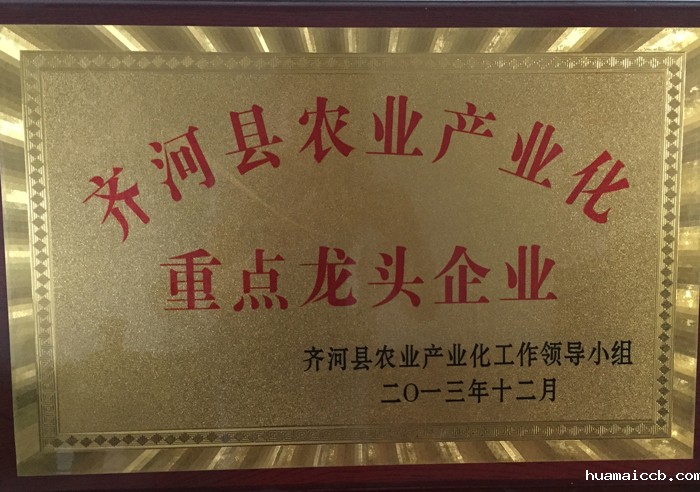 齐河县农业产业化
重点龙头企业
齐河县农业产业化工作领导小组
二〇一三年十二月
huamaiccb.com